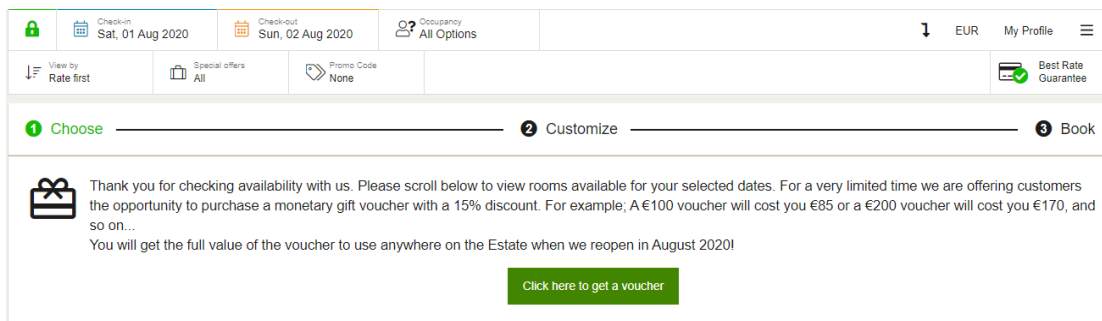 Check-in
Sat, 01 Aug 2020
Check-out
Sun, 02 Aug 2020
Occupancy
All Options
EUR
My Profile
View by
Rate first
Special offers
All
Promo Code
None
Best Rate
Guarantee
1 Choose
2 Customize
3 Book
Thank you for checking availability with us. Please scroll below to view rooms available for your selected dates. For a very limited time we are offering customers
the opportunity to purchase a monetary gift voucher with a 15% discount. For example; A €100 voucher will cost you €85 or a €200 voucher will cost you €170, and
so on...
You will get the full value of the voucher to use anywhere on the Estate when we reopen in August 2020!
Click here to get a voucher